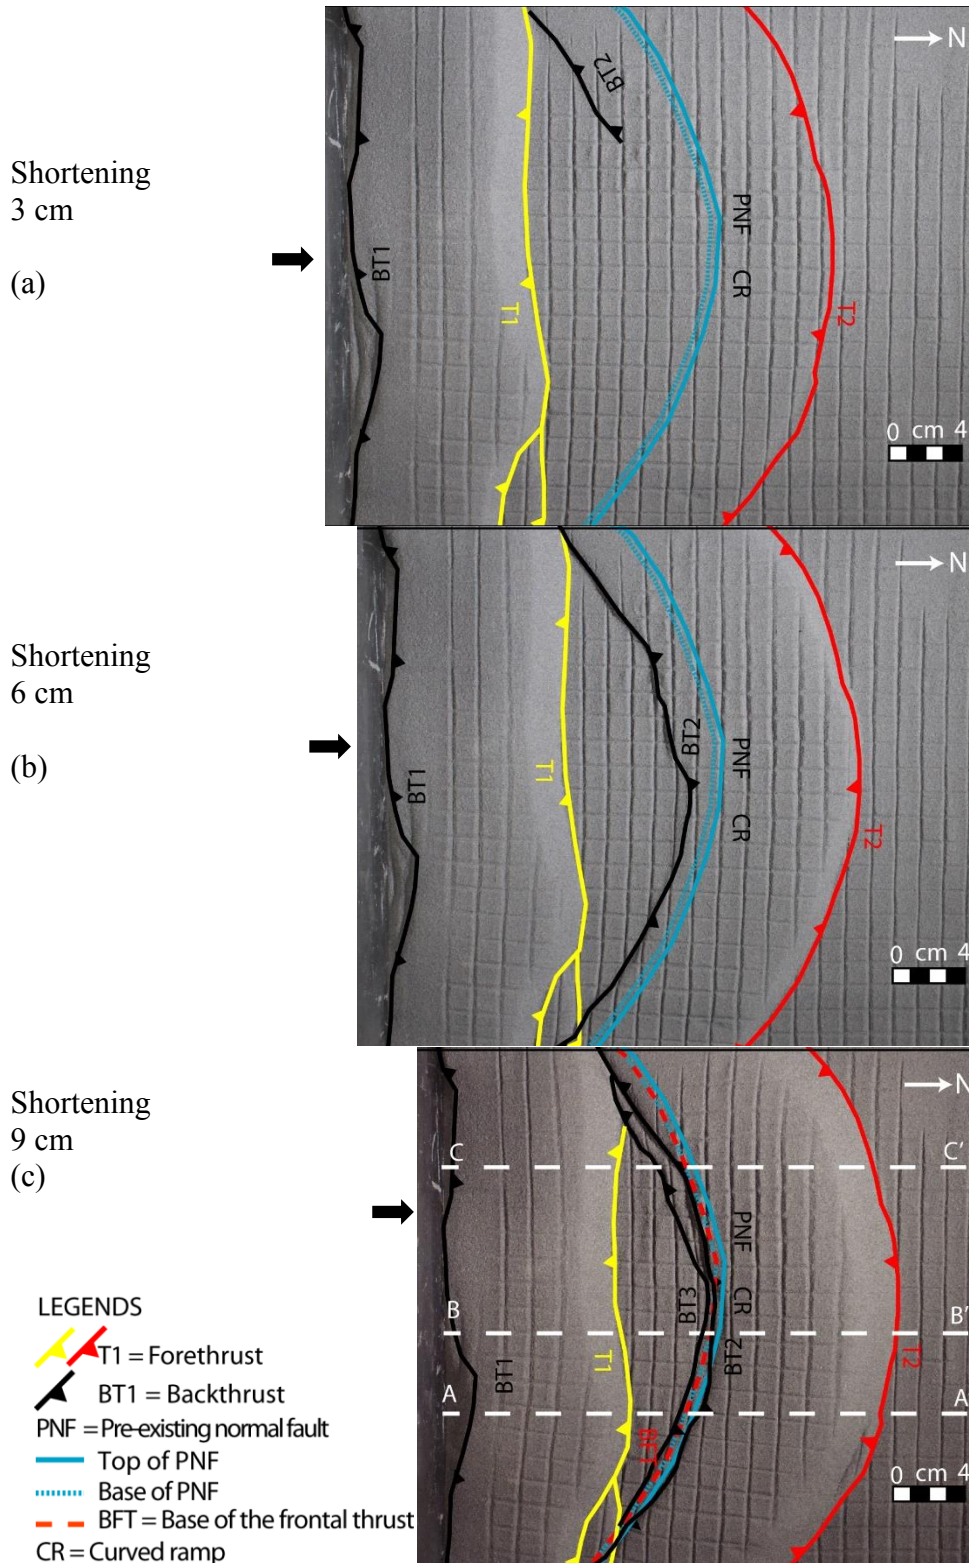 Shortening
3 cm
(a)
BT1
T1
BT2
PNF
CR
T2
N
0 cm 4
Shortening
6 cm
(b)
BT1
T1
BT2
PNF
CR
T2
N
0 cm 4
Shortening
9 cm
(c)
C
C'
B
B'
A
A
BT1
T1
BT3
BT2
BFT
PNF
CR
T2
N
0 cm 4
LEGENDS
T1 = Forethrust
BT1 = Backthrust
PNF = Pre-existing normal fault
Top of PNF
Base of PNF
BFT = Base of the frontal thrust
CR = Curved ramp